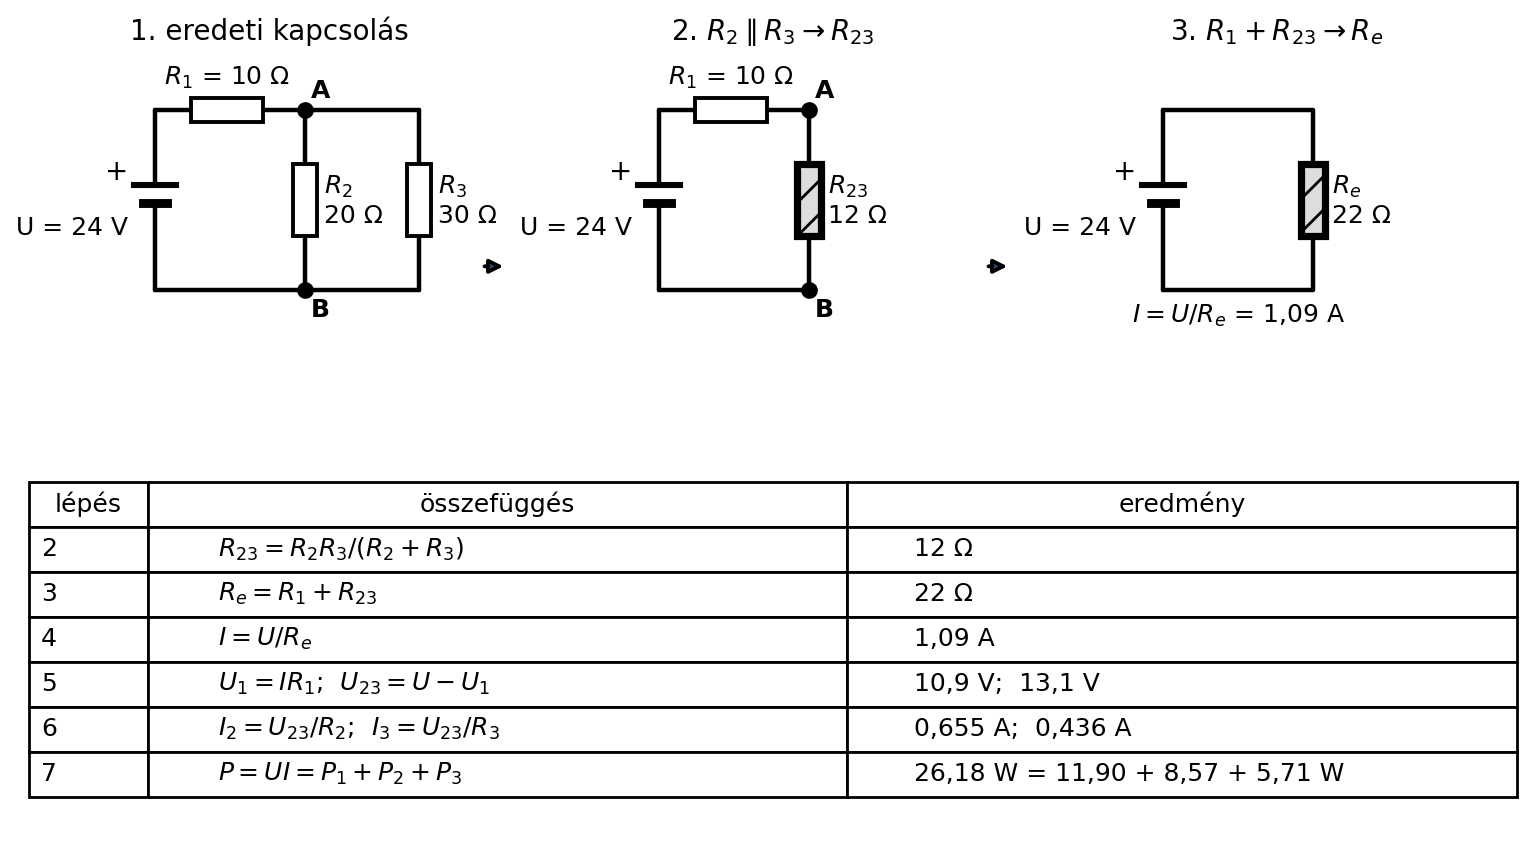 1. eredeti kapcsolás
R₁ = 10 Ω
A
+
U = 24 V
R₂
20 Ω
R₃
30 Ω
B
2. R₂ ∥ R₃ → R₂₃
R₁ = 10 Ω
A
+
U = 24 V
R₂₃
12 Ω
B
3. R₁ + R₂₃ → Rₑ
+
U = 24 V
Rₑ
22 Ω
I = U/Rₑ = 1,09 A
lépés összefüggés eredmény
2 R₂₃ = R₂R₃/(R₂ + R₃) 12 Ω
3 Rₑ = R₁ + R₂₃ 22 Ω
4 I = U/Rₑ 1,09 A
5 U₁ = IR₁; U₂₃ = U − U₁ 10,9 V; 13,1 V
6 I₂ = U₂₃/R₂; I₃ = U₂₃/R₃ 0,655 A; 0,436 A
7 P = UI = P₁ + P₂ + P₃ 26,18 W = 11,90 + 8,57 + 5,71 W